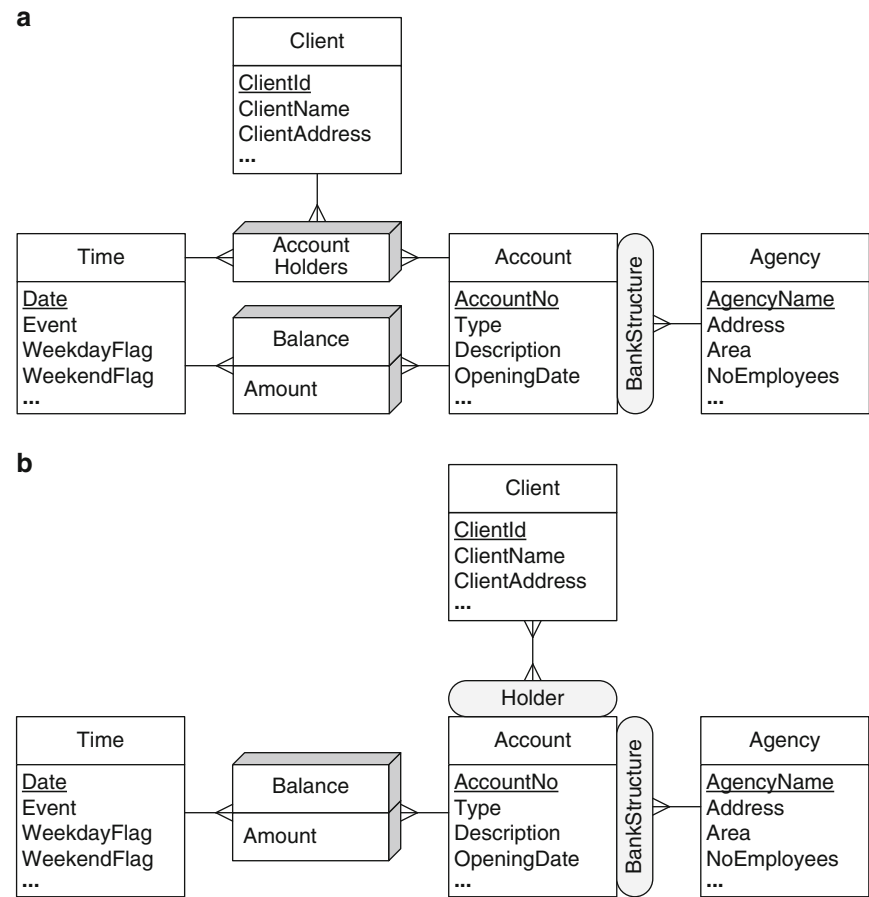 a
Client
ClientId
ClientName
ClientAddress
...
Time
Date
Event
WeekdayFlag
WeekendFlag
...
Account
Holders
Balance
Amount
Account
AccountNo
Type
Description
OpeningDate
...
BankStructure
Agency
AgencyName
Address
Area
NoEmployees
...
b
Client
ClientId
ClientName
ClientAddress
...
Holder
Time
Date
Event
WeekdayFlag
WeekendFlag
...
Balance
Amount
Account
AccountNo
Type
Description
OpeningDate
...
BankStructure
Agency
AgencyName
Address
Area
NoEmployees
...